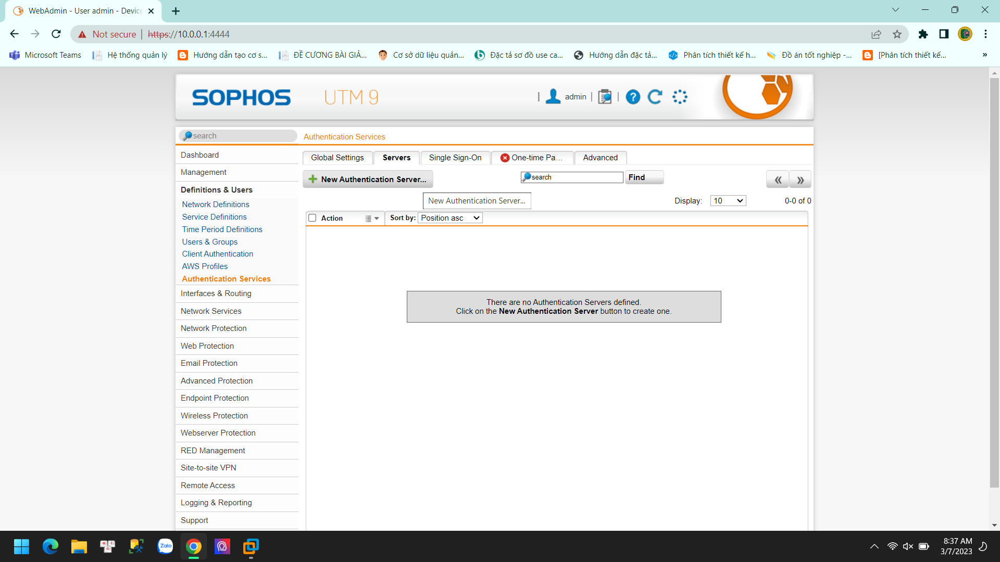 WebAdmin - User admin - Device
Not secure | https://10.0.0.1:4444
Microsoft Teams
Hệ thống quản lý
Hướng dẫn tạo cơ s...
ĐỀ CƯƠNG BÀI GIẢ...
Cơ sở dữ liệu quản...
Đặc tả sơ đồ use ca...
Hướng dẫn đặc tả...
Phân tích thiết kế h...
Đồ án tốt nghiệp -...
[Phân tích thiết kế...
»
SOPHOS UTM 9
| admin | | ?
search
Authentication Services
Dashboard
Management
Definitions & Users
Network Definitions
Service Definitions
Time Period Definitions
Users & Groups
Client Authentication
AWS Profiles
Authentication Services
Interfaces & Routing
Network Services
Network Protection
Web Protection
Email Protection
Advanced Protection
Endpoint Protection
Wireless Protection
Webserver Protection
RED Management
Site-to-site VPN
Remote Access
Logging & Reporting
Support
Global Settings
Servers
Single Sign-On
One-time Pa...
Advanced
New Authentication Server...
search
Find
«
»
New Authentication Server...
Display: 10
0-0 of 0
Action
Sort by: Position asc
There are no Authentication Servers defined.
Click on the New Authentication Server button to create one.
Zalo
8:37 AM
3/7/2023